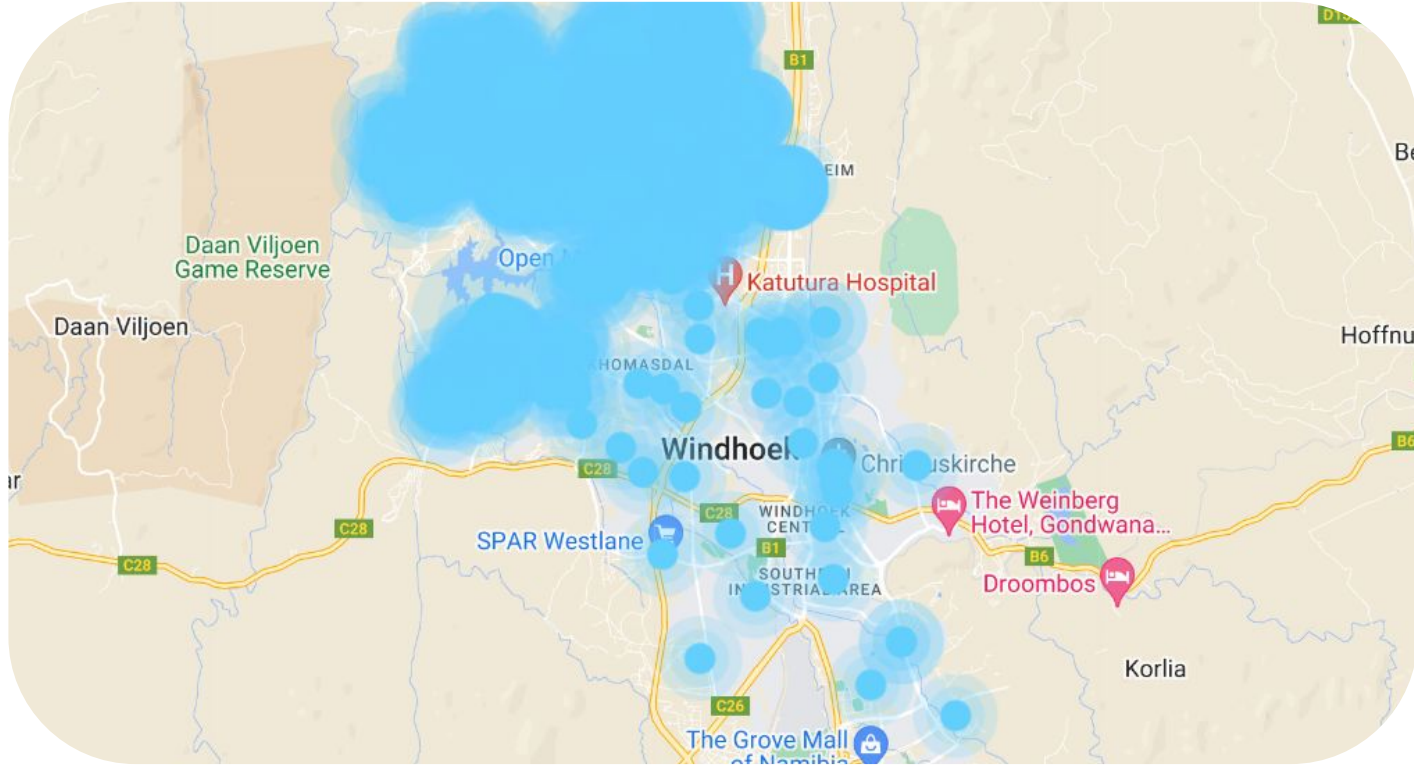 D15
B1
EIM
Be
Daan Viljoen
Game Reserve
Open
Katutura Hospital
Daan Viljoen
Hoffnu
KHOMASDAL
Windhoek
B6
ar
C28
Christuskirche
The Weinberg
Hotel, Gondwana...
C28
WINDHOEK
CENTRAL
C28
SPAR Westlane
B1
B6
C28
SOUTHERN
INDUSTRIAL AREA
Droombos
Korlia
C26
The Grove Mall
of Namibia